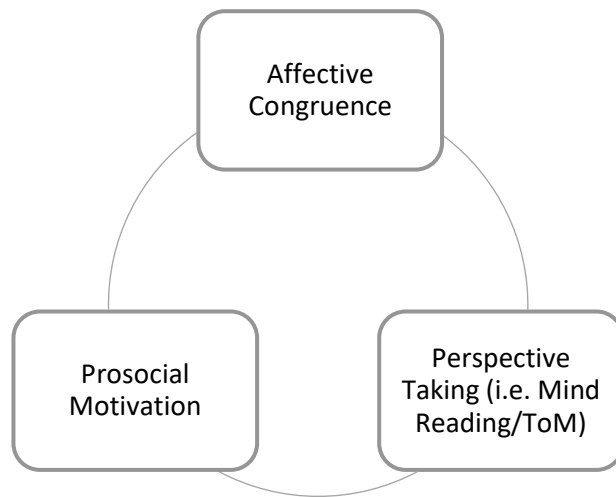 Affective
Congruence
Prosocial
Motivation
Perspective
Taking (i.e. Mind
Reading/ToM)